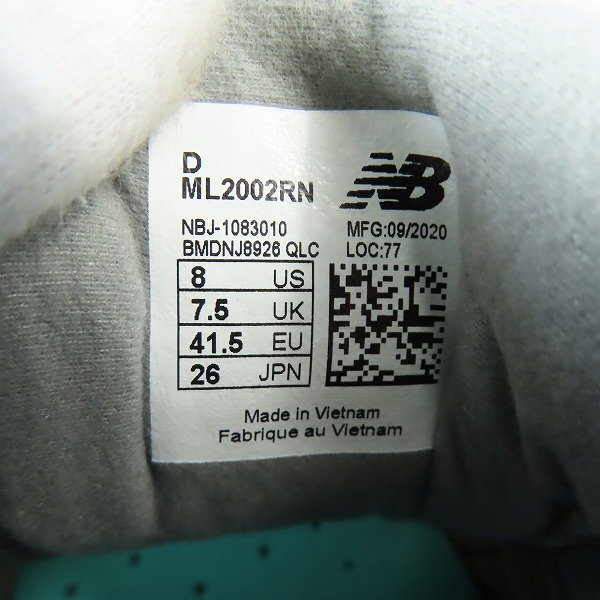 D
ML2002RN
NB
NBJ-1083010
MFG:09/2020
BMDNJ8926 QLC
LOC:77
8 US
7.5 UK
41.5 EU
26 JPN
Made in Vietnam
Fabrique au Vietnam